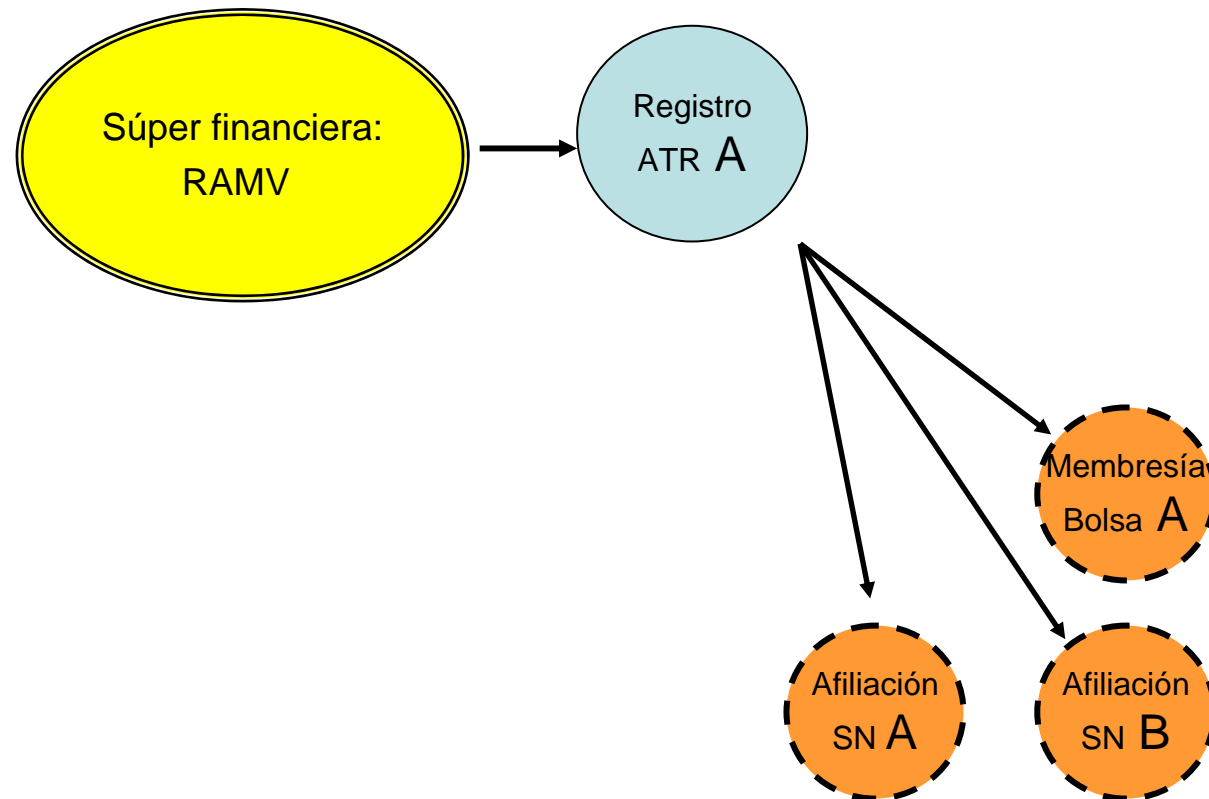 Súper financiera:
RAMV
Registro
ATR A
Membresía
Bolsa A
Afiliación
SN A
Afiliación
SN B